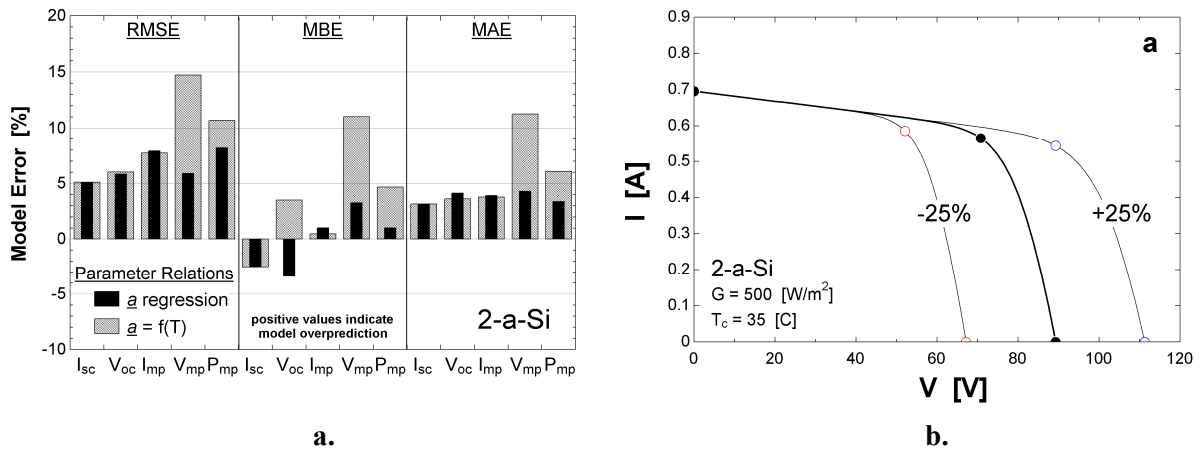 20
15
10
5
0
-5
-10
Model Error [%]
RMSE
MBE
MAE
Parameter Relations
a regression
a = f(T)
positive values indicate
model overprediction
2-a-Si
Isc Voc Imp Vmp Pmp Isc Voc Imp Vmp Pmp Isc Voc Imp Vmp Pmp
a.
0.9
0.8
0.7
0.6
0.5
0.4
0.3
0.2
0.1
0
I [A]
a
-25%
+25%
2-a-Si
G = 500 [W/m²]
Tc = 35 [C]
0 20 40 60 80 100 120
V [V]
b.